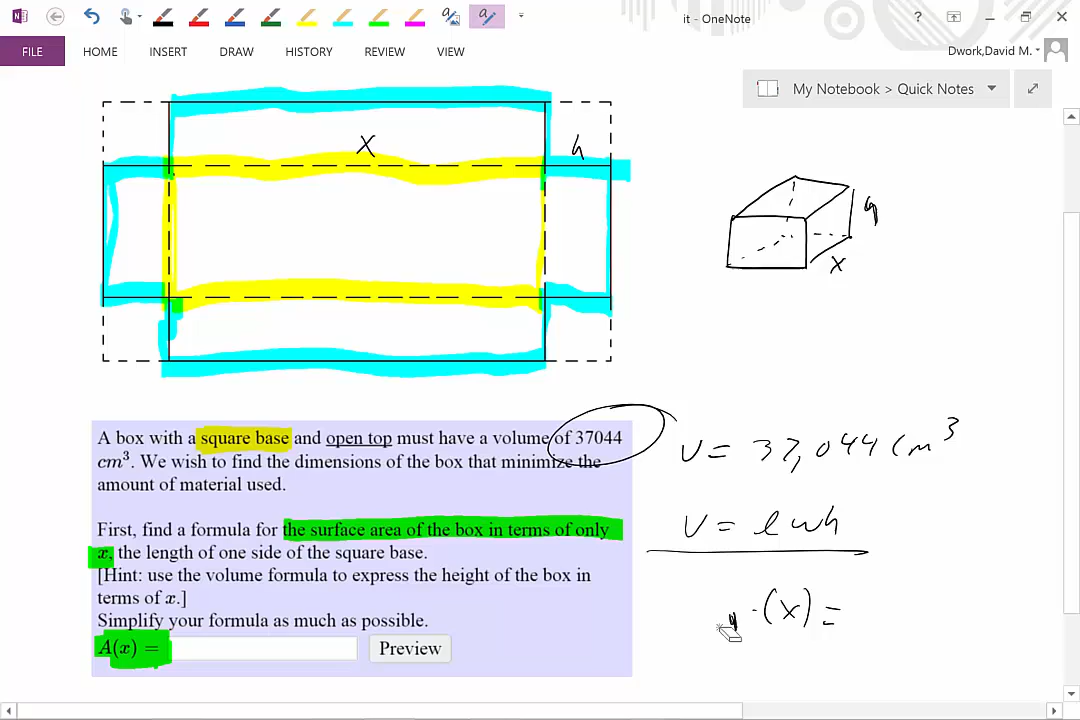 it - OneNote
?
FILE HOME INSERT DRAW HISTORY REVIEW VIEW
Dwork,David M.
My Notebook > Quick Notes
X h
x
A box with a square base and open top must have a volume of 37044
cm³. We wish to find the dimensions of the box that minimize the
amount of material used.
First, find a formula for the surface area of the box in terms of only
x, the length of one side of the square base.
[Hint: use the volume formula to express the height of the box in
terms of x.]
Simplify your formula as much as possible.
A(x) =
Preview
V = 37,044 cm³
V = lwh
(x) =